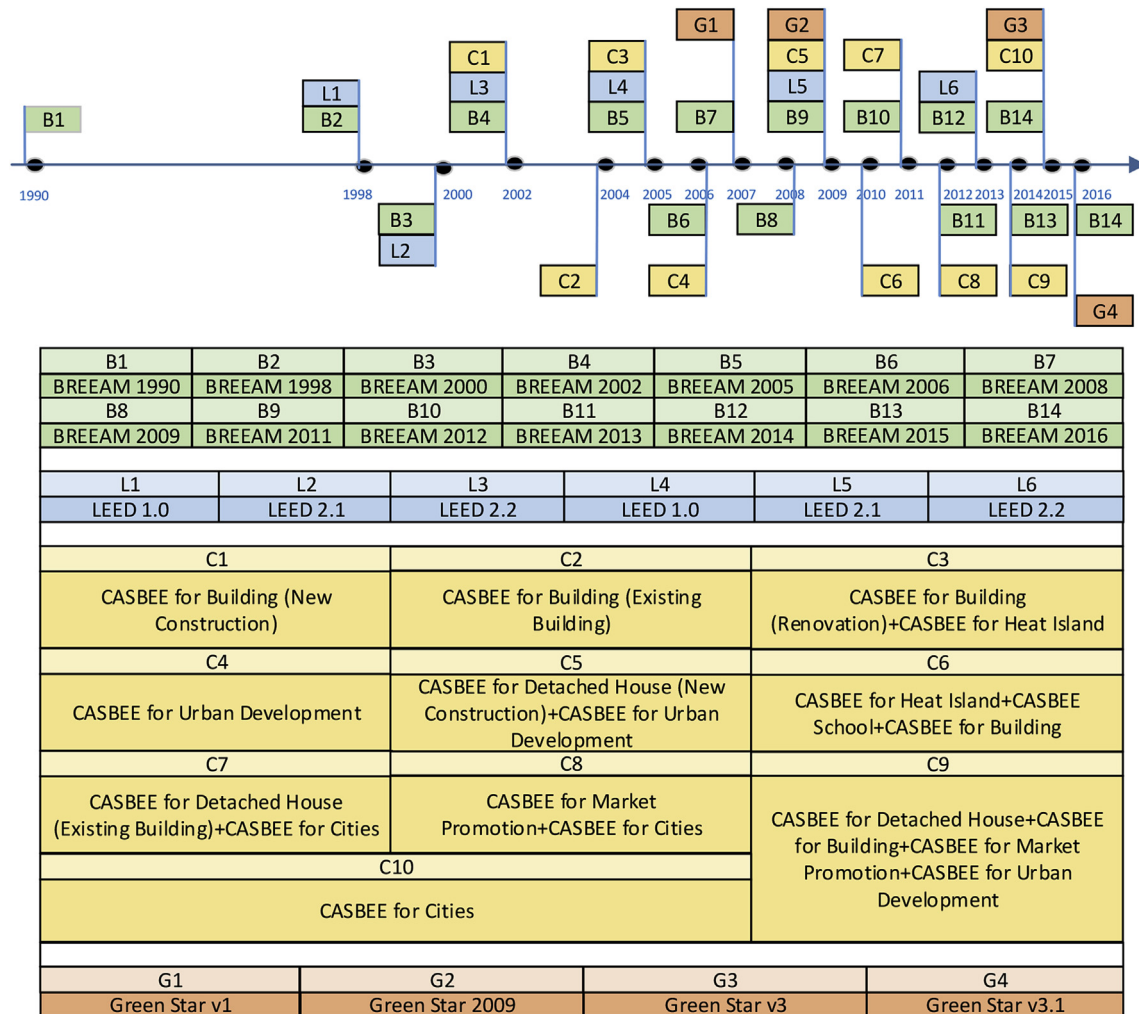 G1 G2 G3
C1 C3 C5 C7 C10
L1 L3 L4 L5 L6
B1 B2 B4 B5 B7 B9 B10 B12 B14
1990 1998 2000 2002 2004 2005 2006 2007 2008 2009 2010 2011 2012 2013 2014 2015 2016
B3 B6 B8 B11 B13 B14
L2
C2 C4 C6 C8 C9
G4
B1 B2 B3 B4 B5 B6 B7
BREEAM 1990 BREEAM 1998 BREEAM 2000 BREEAM 2002 BREEAM 2005 BREEAM 2006 BREEAM 2008
B8 B9 B10 B11 B12 B13 B14
BREEAM 2009 BREEAM 2011 BREEAM 2012 BREEAM 2013 BREEAM 2014 BREEAM 2015 BREEAM 2016
L1 L2 L3 L4 L5 L6
LEED 1.0 LEED 2.1 LEED 2.2 LEED 1.0 LEED 2.1 LEED 2.2
C1 C2 C3
CASBEE for Building (New
Construction)
CASBEE for Building (Existing
Building)
CASBEE for Building
(Renovation)+CASBEE for Heat Island
C4 C5 C6
CASBEE for Urban Development
CASBEE for Detached House (New
Construction)+CASBEE for Urban
Development
CASBEE for Heat Island+CASBEE
School+CASBEE for Building
C7 C8 C9
CASBEE for Detached House
(Existing Building)+CASBEE for Cities
CASBEE for Market
Promotion+CASBEE for Cities
CASBEE for Detached House+CASBEE
for Building+CASBEE for Market
Promotion+CASBEE for Urban
Development
C10
CASBEE for Cities
G1 G2 G3 G4
Green Star v1 Green Star 2009 Green Star v3 Green Star v3.1